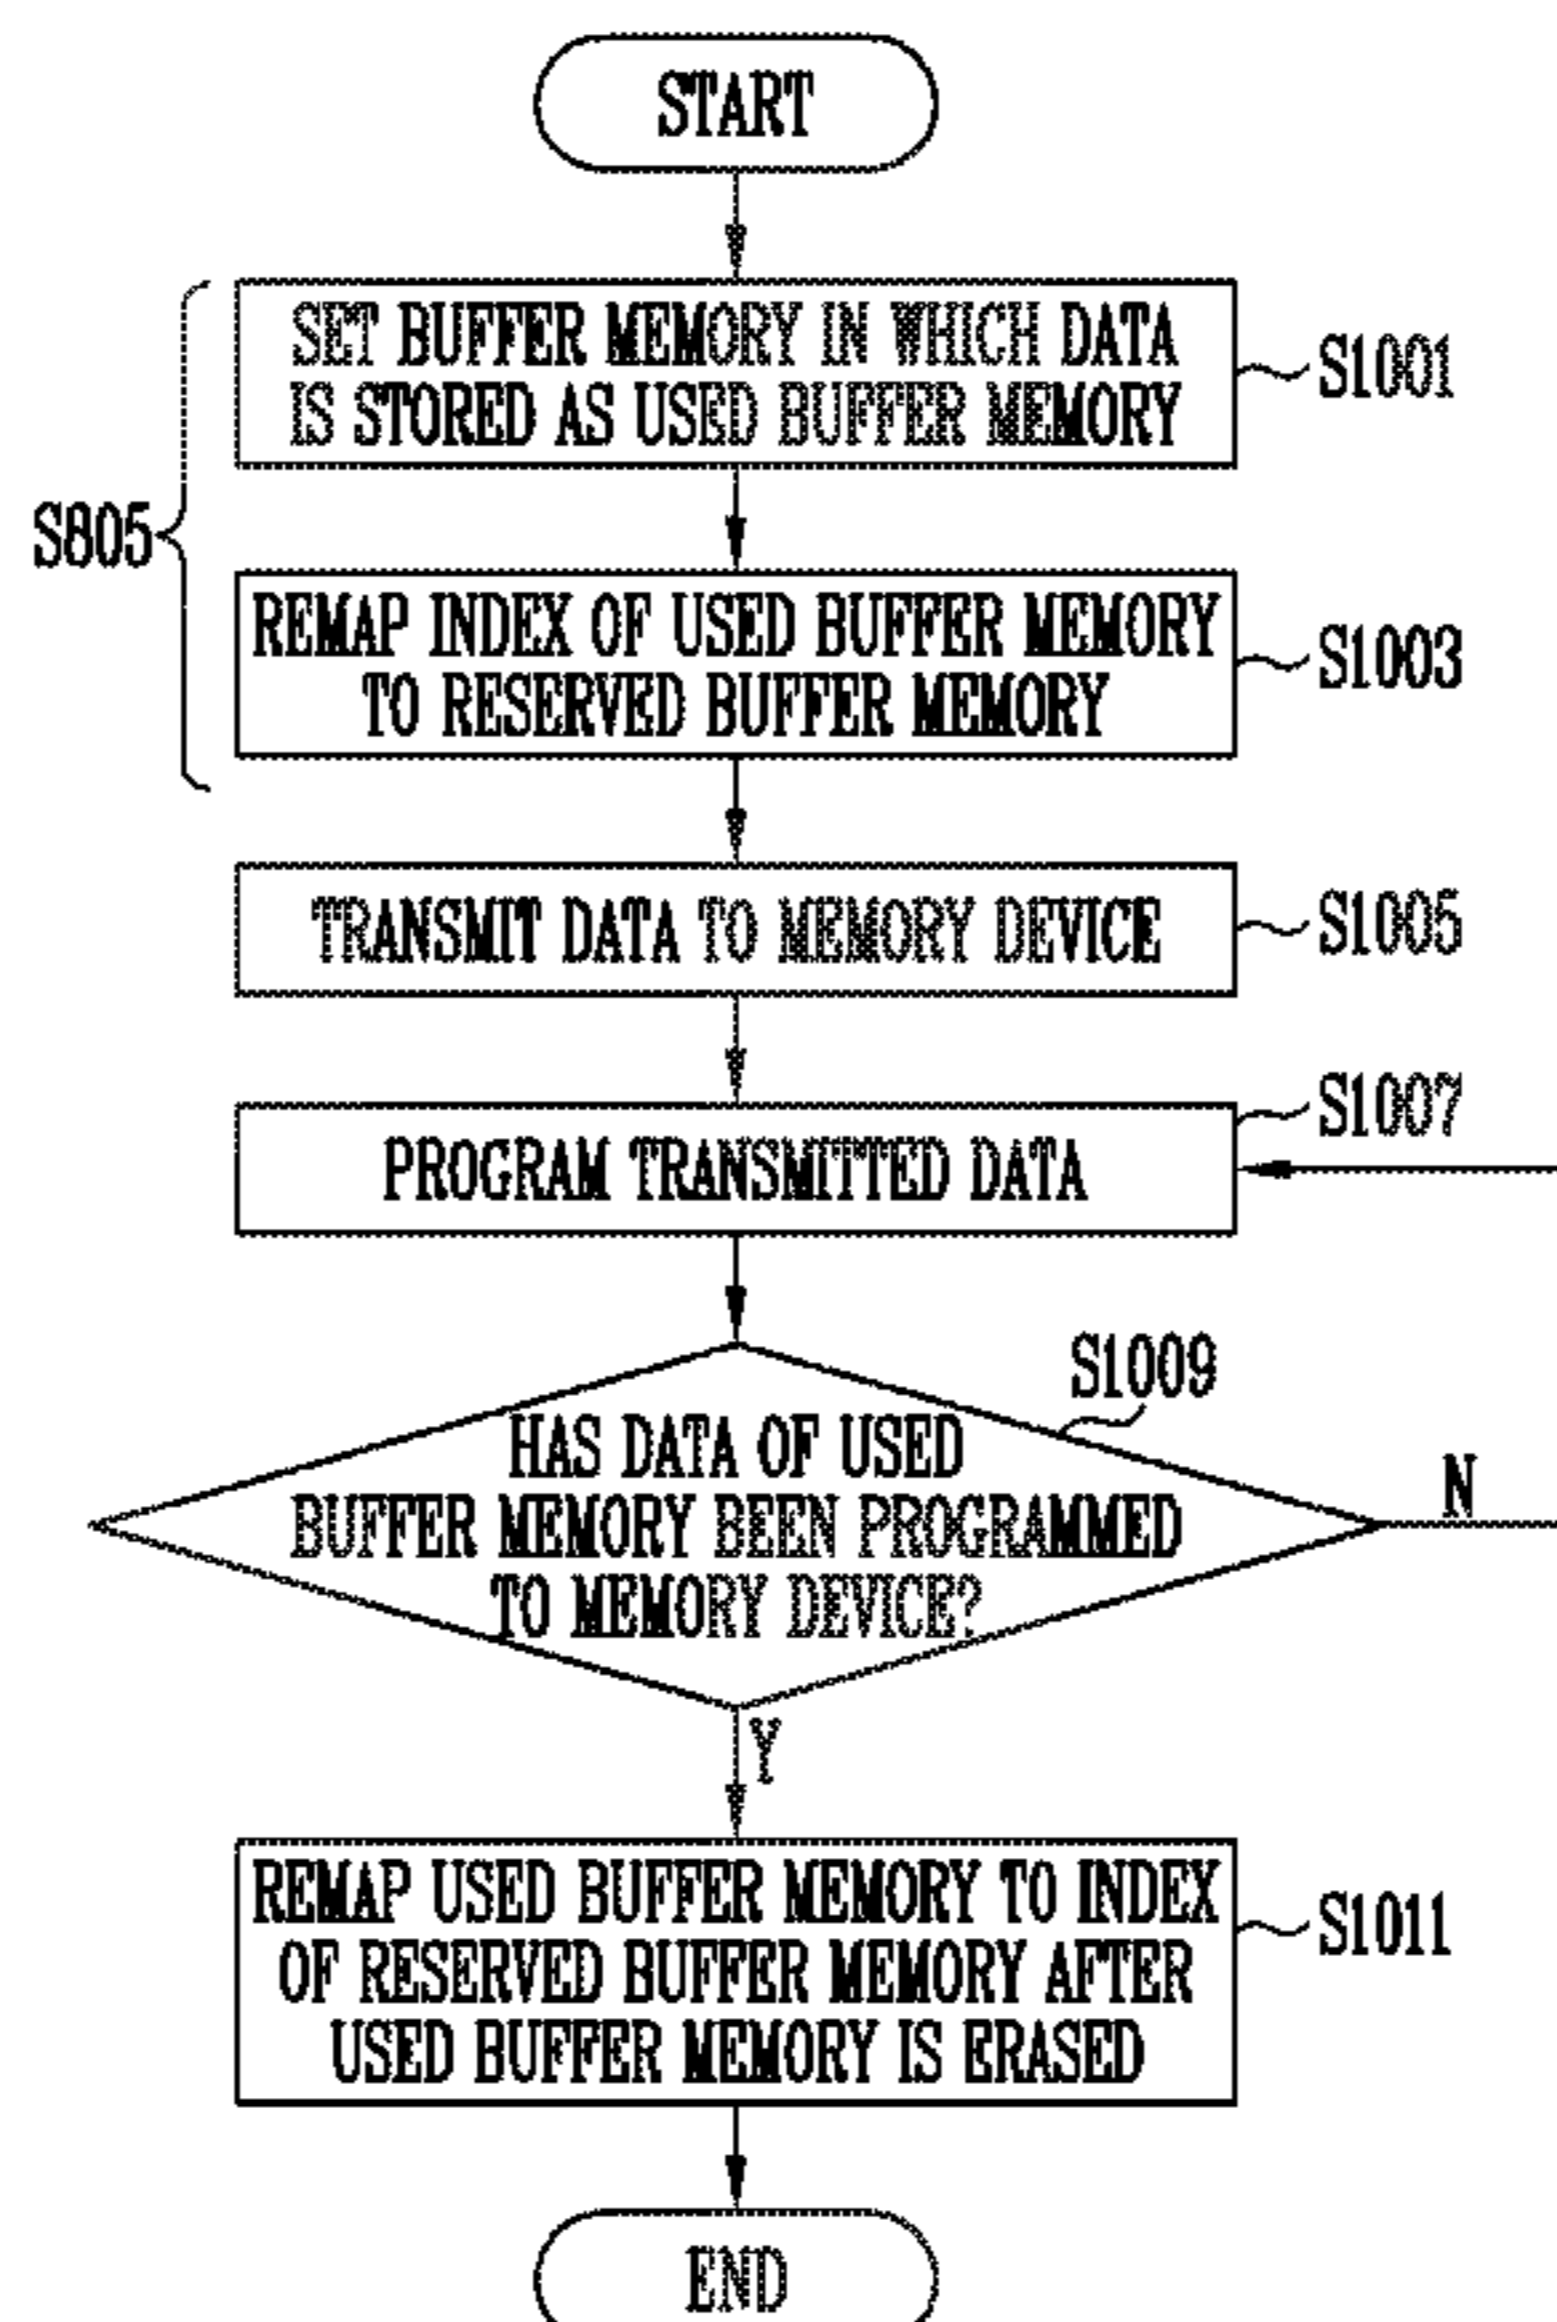 START
SET BUFFER MEMORY IN WHICH DATA
IS STORED AS USED BUFFER MEMORY
S1001
S805
REMAP INDEX OF USED BUFFER MEMORY
TO RESERVED BUFFER MEMORY
S1003
TRANSMIT DATA TO MEMORY DEVICE
S1005
PROGRAM TRANSMITTED DATA
S1007
S1009
HAS DATA OF USED
BUFFER MEMORY BEEN PROGRAMMED
TO MEMORY DEVICE?
N
Y
REMAP USED BUFFER MEMORY TO INDEX
OF RESERVED BUFFER MEMORY AFTER
USED BUFFER MEMORY IS ERASED
S1011
END